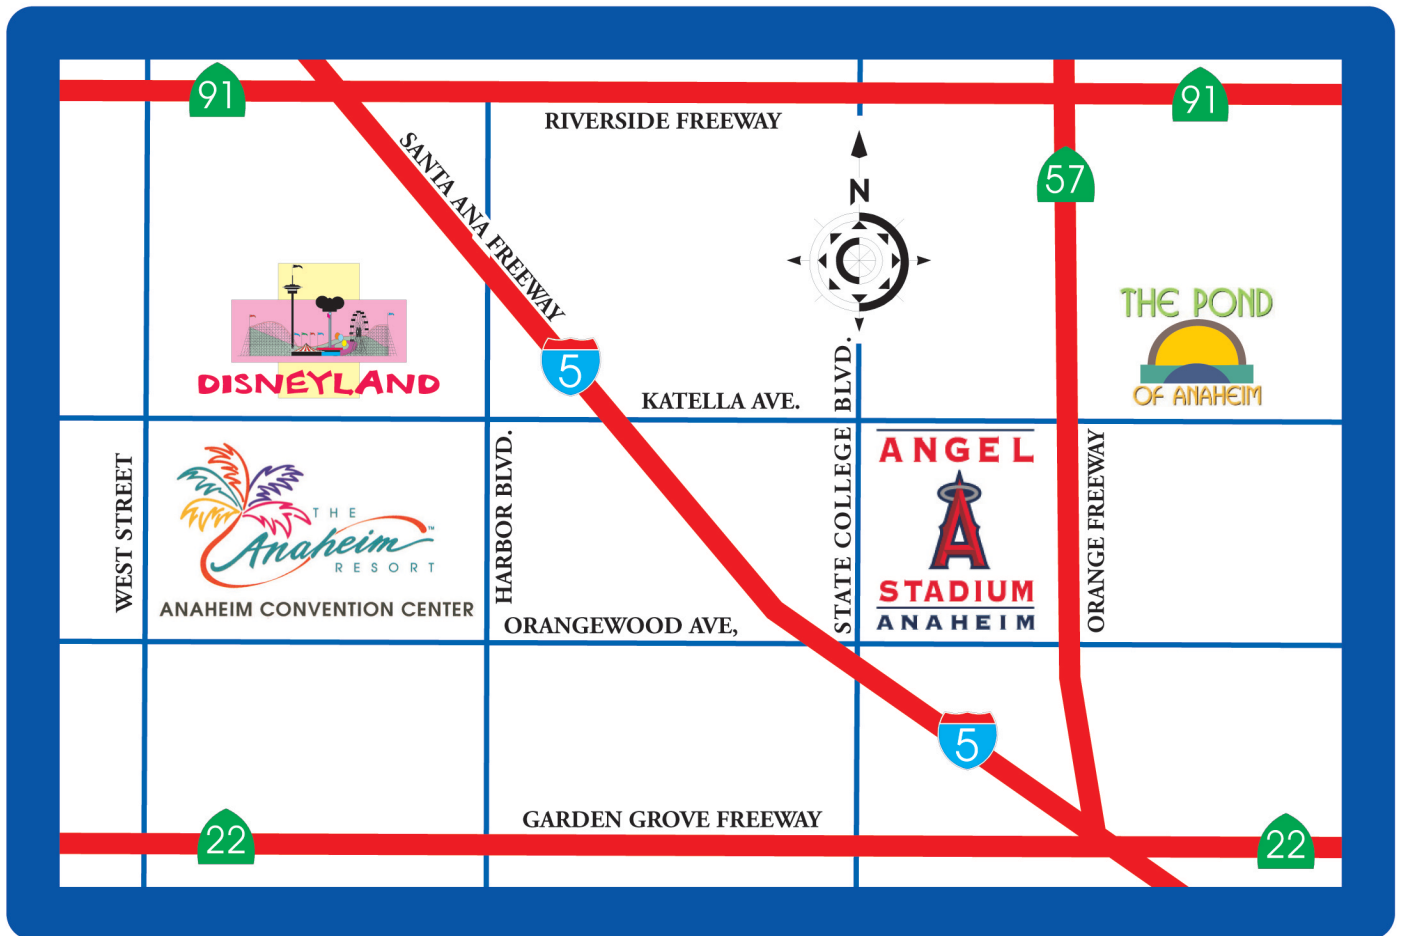 91
91
RIVERSIDE FREEWAY
SANTA ANA FREEWAY
57
N
THE POND
OF ANAHEIM
DISNEYLAND
5
KATELLA AVE.
WEST STREET
THE
Anaheim™
RESORT
ANAHEIM CONVENTION CENTER
HARBOR BLVD.
ORANGEWOOD AVE,
STATE COLLEGE BLVD.
ANGEL
A
STADIUM
ANAHEIM
ORANGE FREEWAY
5
GARDEN GROVE FREEWAY
22
22